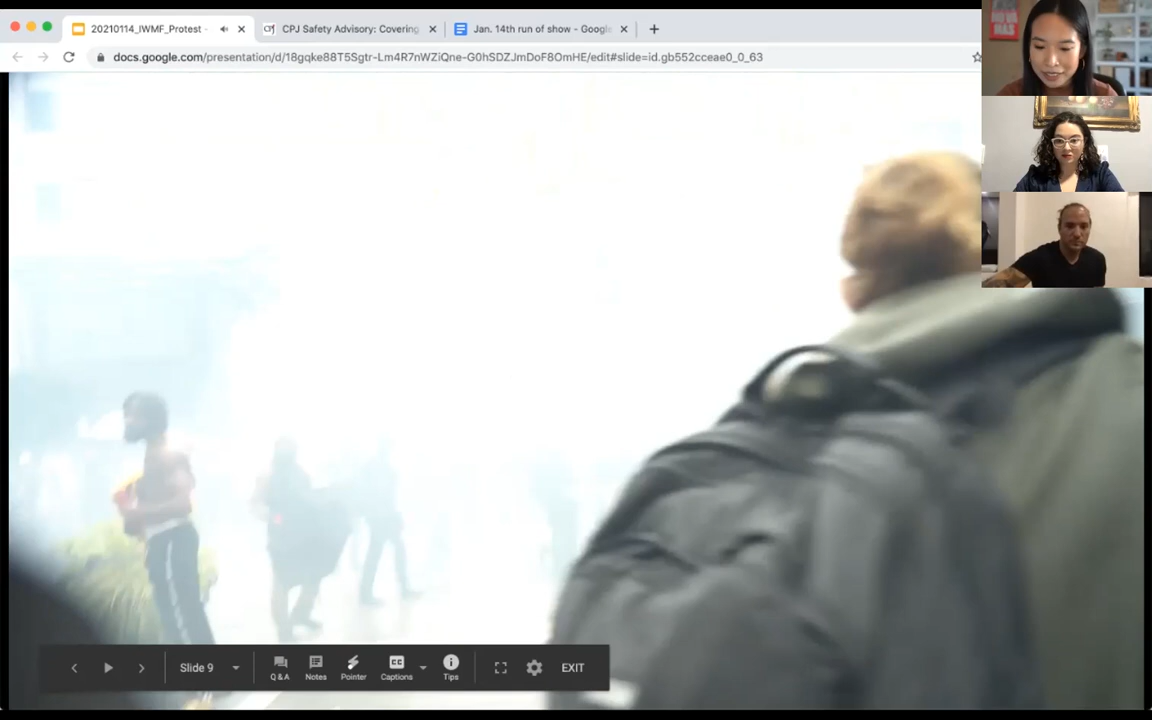 20210114_IWMF_Protest -
CPJ Safety Advisory: Covering
Jan. 14th run of show - Google
docs.google.com/presentation/d/18gqke88T5Sgtr-Lm4R7nWZiQne-G0hSDZJmDoF8OmHE/edit#slide=id.gb552cceae0_0_63
Slide 9
Q & A
Notes
Pointer
CC
Captions
Tips
EXIT